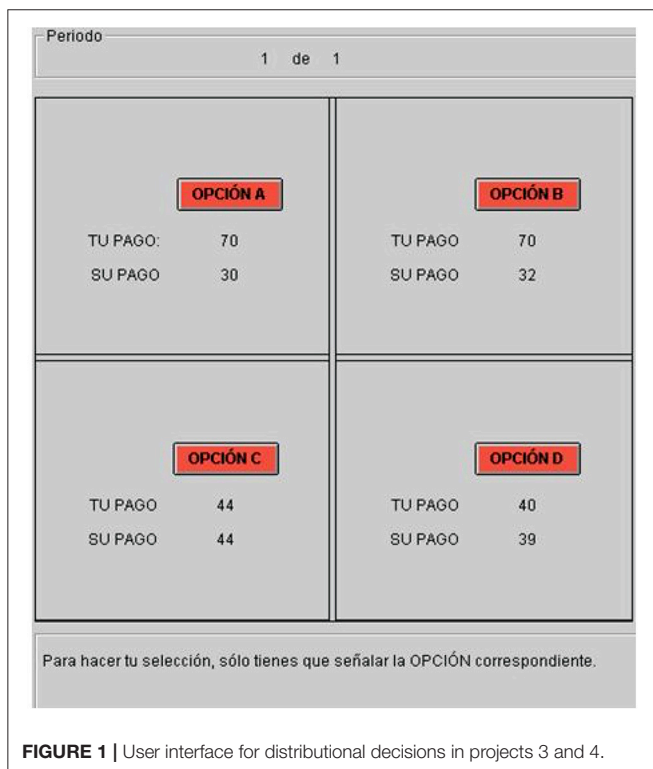 Periodo
1 de 1
OPCIÓN A
TU PAGO: 70
SU PAGO 30
OPCIÓN B
TU PAGO 70
SU PAGO 32
OPCIÓN C
TU PAGO 44
SU PAGO 44
OPCIÓN D
TU PAGO 40
SU PAGO 39
Para hacer tu selección, sólo tienes que señalar la OPCIÓN correspondiente.
FIGURE 1 | User interface for distributional decisions in projects 3 and 4.